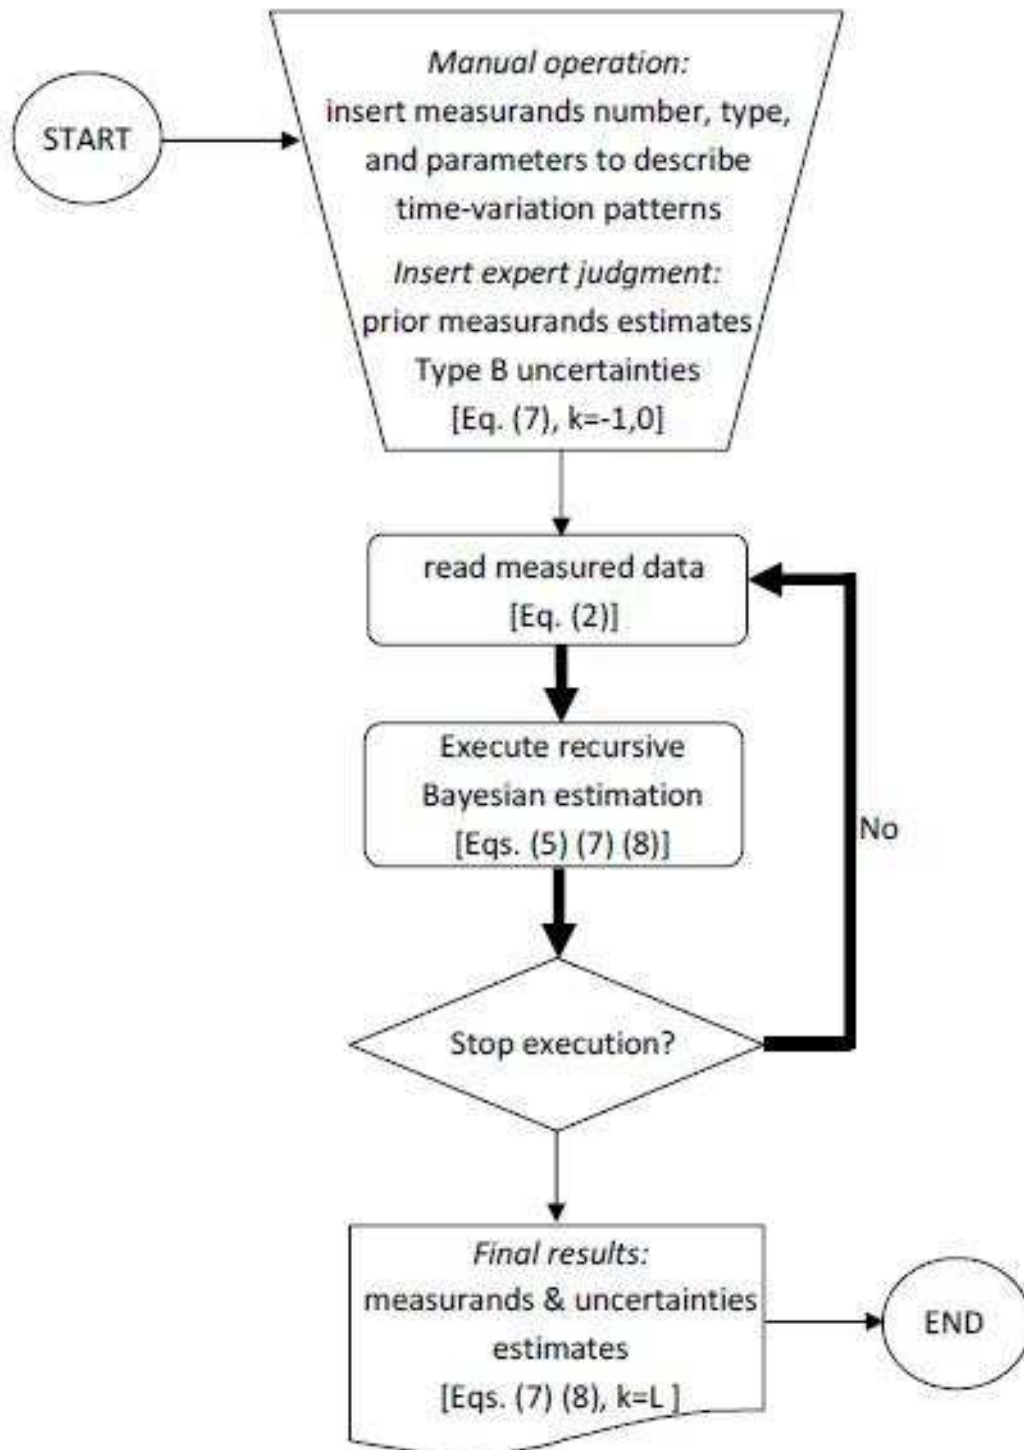 START
Manual operation:
insert measurands number, type,
and parameters to describe
time-variation patterns
Insert expert judgment:
prior measurands estimates
Type B uncertainties
[Eq. (7), k=-1,0]
read measured data
[Eq. (2)]
Execute recursive
Bayesian estimation
[Eqs. (5) (7) (8)]
No
Stop execution?
Final results:
measurands & uncertainties
estimates
[Eqs. (7) (8), k=L ]
END